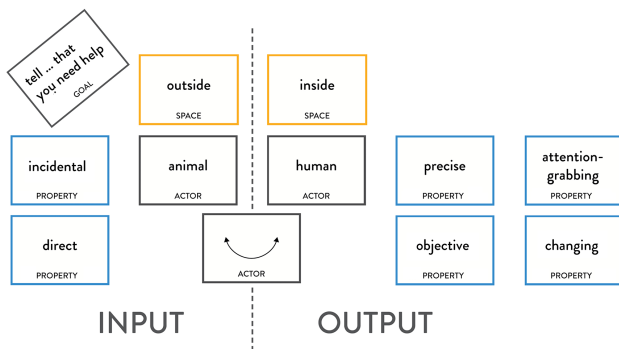 tell ... that
you need help
GOAL
outside
SPACE
inside
SPACE
incidental
PROPERTY
animal
ACTOR
human
ACTOR
precise
PROPERTY
attention-
grabbing
PROPERTY
direct
PROPERTY
ACTOR
objective
PROPERTY
changing
PROPERTY
INPUT
OUTPUT